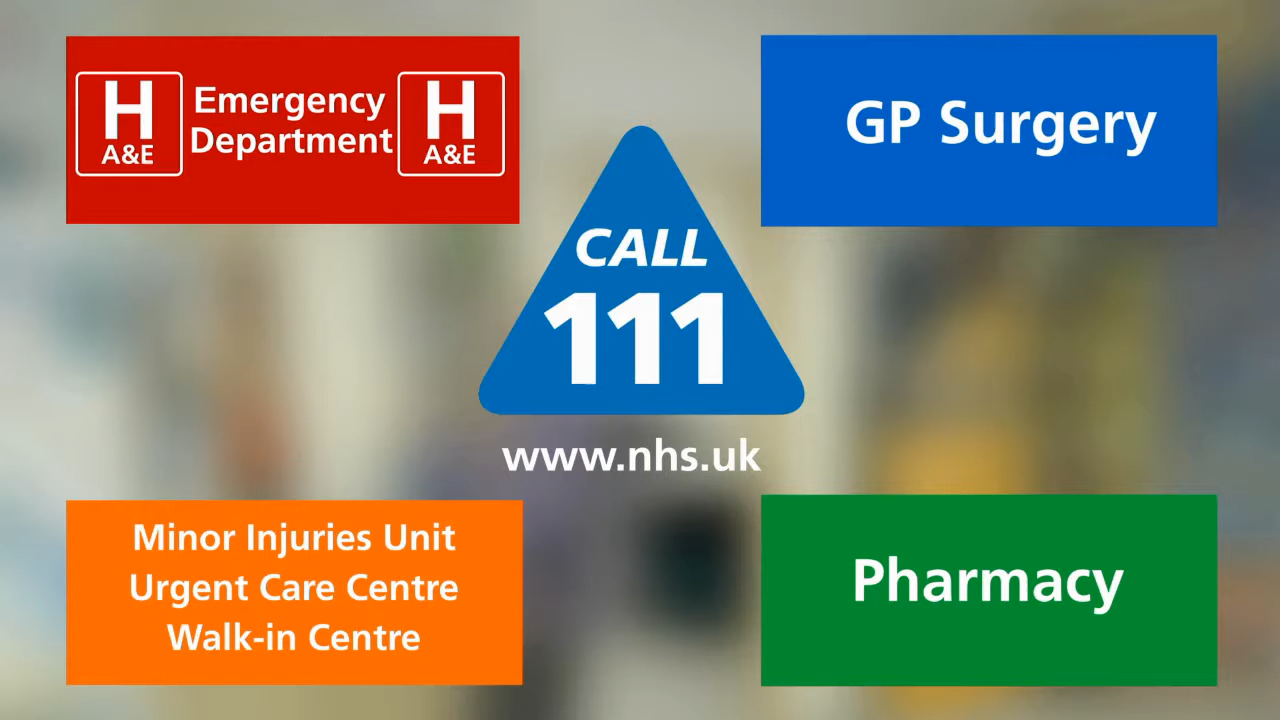 H
A&E
Emergency
Department
H
A&E
GP Surgery
CALL
111
www.nhs.uk
Minor Injuries Unit
Urgent Care Centre
Walk-in Centre
Pharmacy